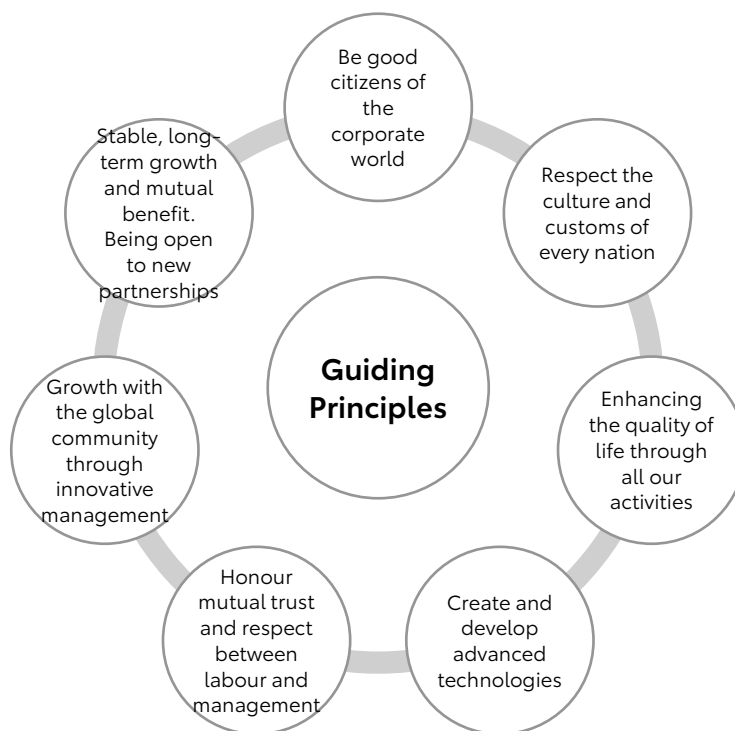 Be good
citizens of
the
corporate
world
Respect the
culture and
customs of
every nation
Enhancing
the quality of
life through
all our
activities
Create and
develop
advanced
technologies
Honour
mutual trust
and respect
between
labour and
management
Growth with
the global
community
through
innovative
management
Stable, long-
term growth
and mutual
benefit.
Being open
to new
partnerships
Guiding
Principles